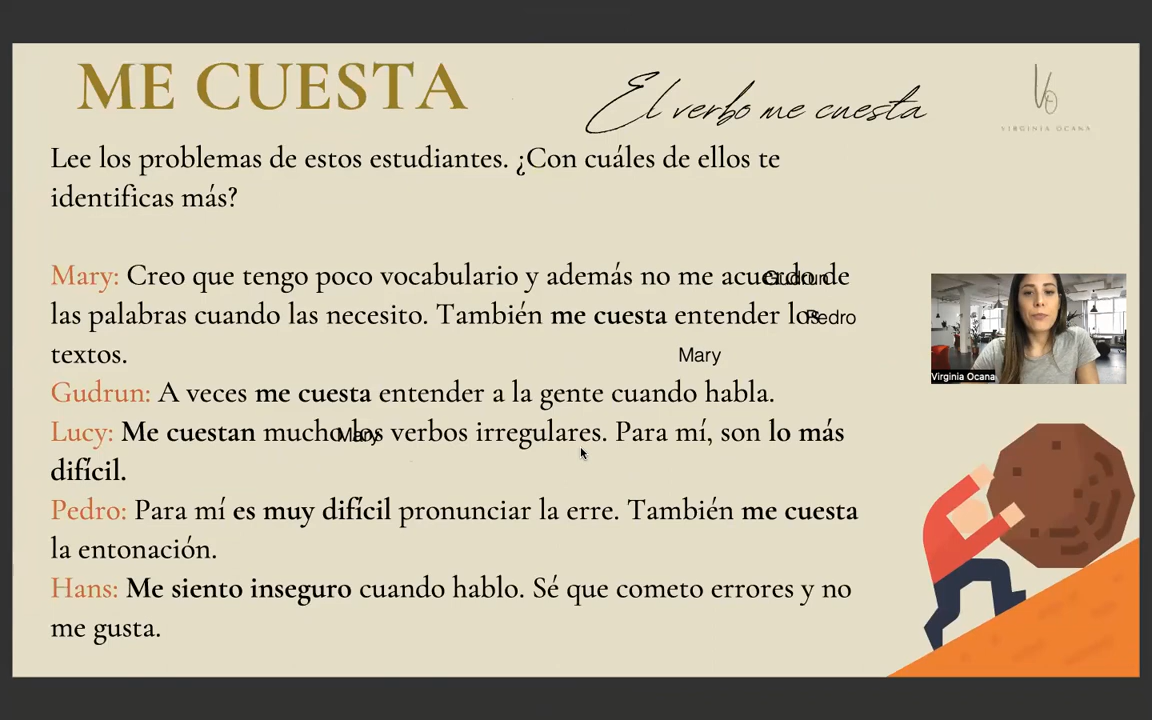 ME CUESTA
El verbo me cuesta
VO
VIRGINIA OCANA
Lee los problemas de estos estudiantes. ¿Con cuáles de ellos te
identificas más?
Mary: Creo que tengo poco vocabulario y además no me acuerdo de
Gudrun
las palabras cuando las necesito. También me cuesta entender los
Pedro
textos.
Mary
Virginia Ocana
Gudrun: A veces me cuesta entender a la gente cuando habla.
Lucy: Me cuestan mucho los verbos irregulares. Para mí, son lo más
Mary
difícil.
Pedro: Para mí es muy difícil pronunciar la erre. También me cuesta
la entonación.
Hans: Me siento inseguro cuando hablo. Sé que cometo errores y no
me gusta.